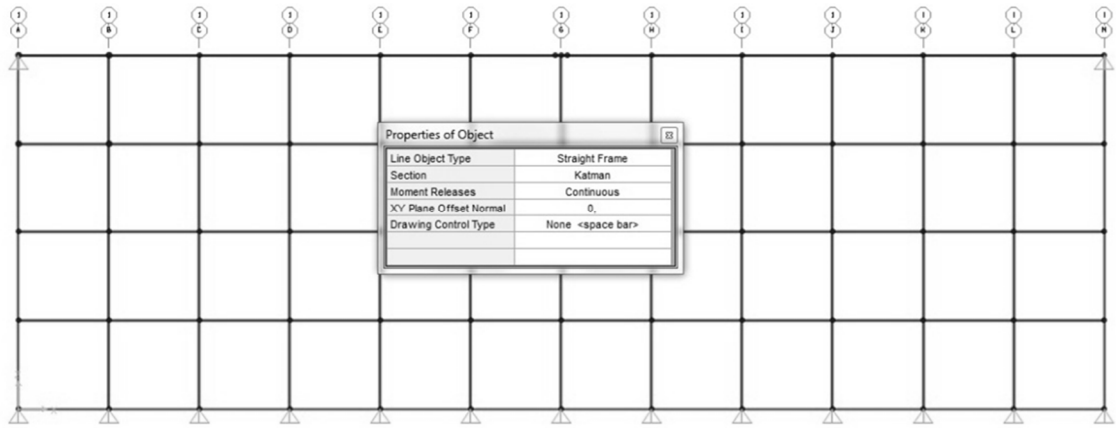 A B C D E F G H I J K L M
Properties of Object
Line Object Type Straight Frame
Section Katman
Moment Releases Continuous
XY Plane Offset Normal 0,
Drawing Control Type None <space bar>